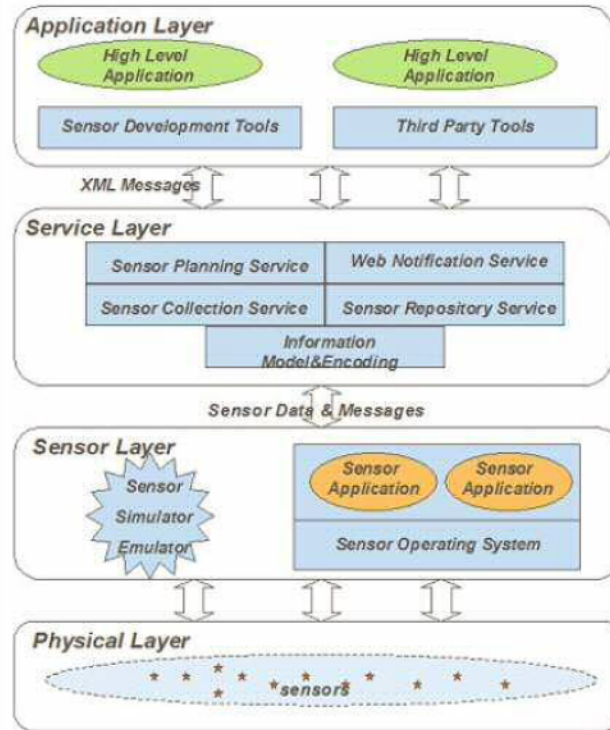 Application Layer
High Level
Application
High Level
Application
Sensor Development Tools
Third Party Tools
XML Messages
Service Layer
Sensor Planning Service
Web Notification Service
Sensor Collection Service
Sensor Repository Service
Information
Model&Encoding
Sensor Data & Messages
Sensor Layer
Sensor
Simulator
Emulator
Sensor
Application
Sensor
Application
Sensor Operating System
Physical Layer
sensors